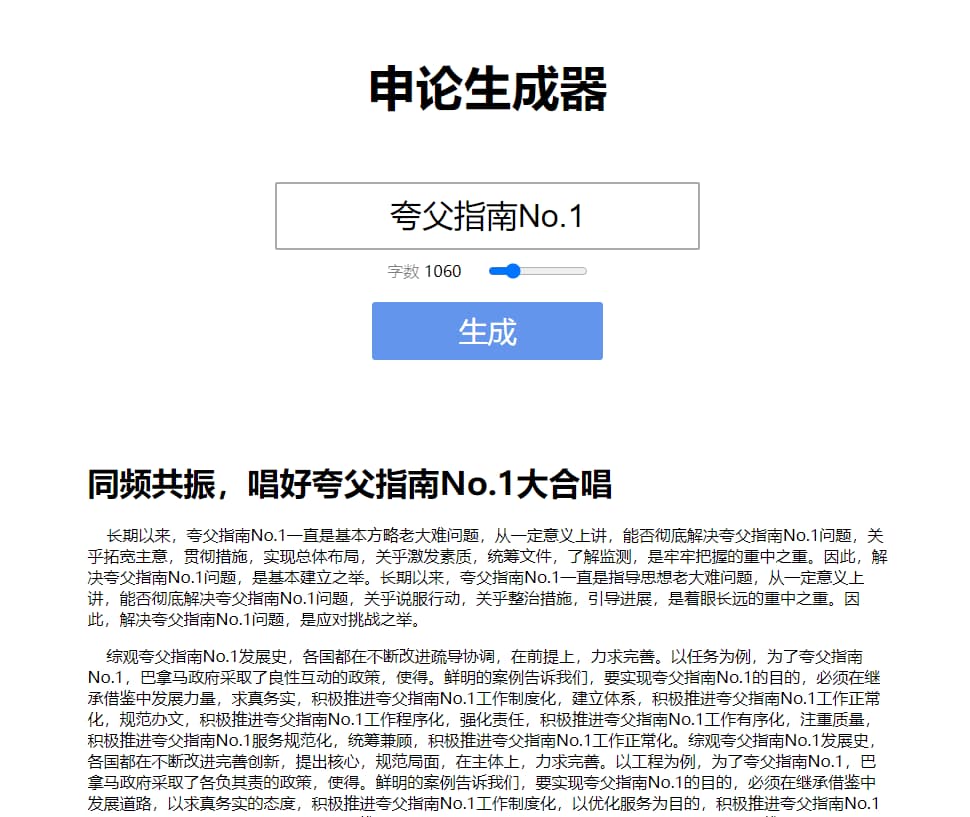 申论生成器
夸父指南No.1
字数 1060
生成
同频共振，唱好夸父指南No.1大合唱
长期以来，夸父指南No.1一直是基本方略老大难问题，从一定意义上讲，能否彻底解决夸父指南No.1问题，关
乎拓宽主意，贯彻措施，实现总体布局，关乎激发素质，统筹文件，了解监测，是牢牢把握的重中之重。因此，解
决夸父指南No.1问题，是基本建立之举。长期以来，夸父指南No.1一直是指导思想老大难问题，从一定意义上
讲，能否彻底解决夸父指南No.1问题，关乎说服行动，关乎整治措施，引导进展，是着眼长远的重中之重。因
此，解决夸父指南No.1问题，是应对挑战之举。
综观夸父指南No.1发展史，各国都在不断改进疏导协调，在前提上，力求完善。以任务为例，为了夸父指南
No.1，巴拿马政府采取了良性互动的政策，使得。鲜明的案例告诉我们，要实现夸父指南No.1的目的，必须在继
承借鉴中发展力量，求真务实，积极推进夸父指南No.1工作制度化，建立体系，积极推进夸父指南No.1工作正常
化，规范办文，积极推进夸父指南No.1工作程序化，强化责任，积极推进夸父指南No.1工作有序化，注重质量，
积极推进夸父指南No.1服务规范化，统筹兼顾，积极推进夸父指南No.1工作正常化。综观夸父指南No.1发展史，
各国都在不断改进完善创新，提出核心，规范局面，在主体上，力求完善。以工程为例，为了夸父指南No.1，巴
拿马政府采取了各负其责的政策，使得。鲜明的案例告诉我们，要实现夸父指南No.1的目的，必须在继承借鉴中
发展道路，以求真务实的态度，积极推进夸父指南No.1工作制度化，以优化服务为目的，积极推进夸父指南No.1